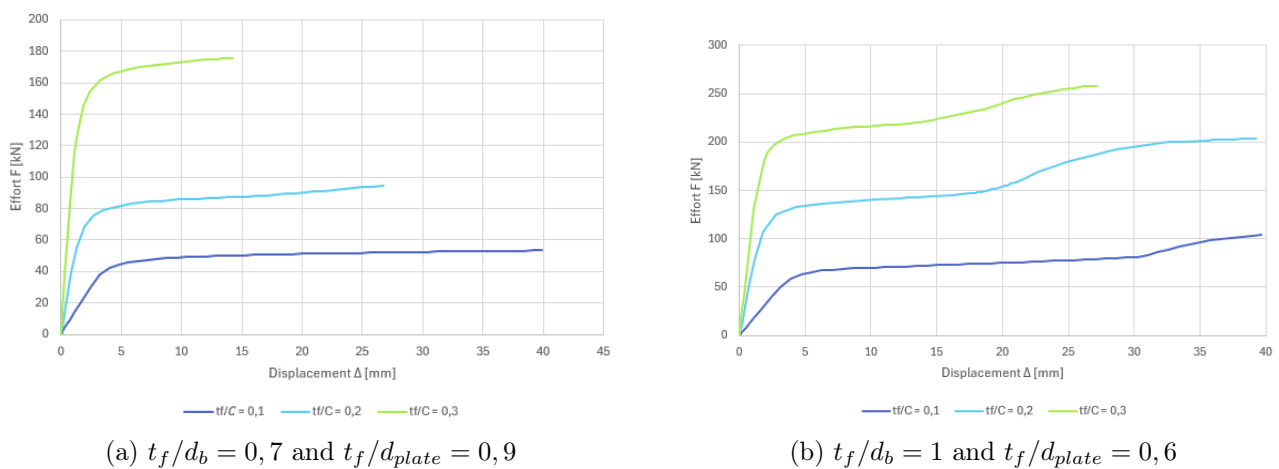 200
180
160
140
120
100
80
60
40
20
0
Effort F [kN]
0 5 10 15 20 25 30 35 40 45
Displacement Δ [mm]
tf/C = 0,1 tf/C = 0,2 tf/C = 0,3
(a) t_f/d_b = 0, 7 and t_f/d_{plate} = 0, 9
300
250
200
150
100
50
0
Effort F [kN]
0 5 10 15 20 25 30 35 40
Displacement Δ [mm]
tf/C = 0,1 tf/C = 0,2 tf/C = 0,3
(b) t_f/d_b = 1 and t_f/d_{plate} = 0, 6